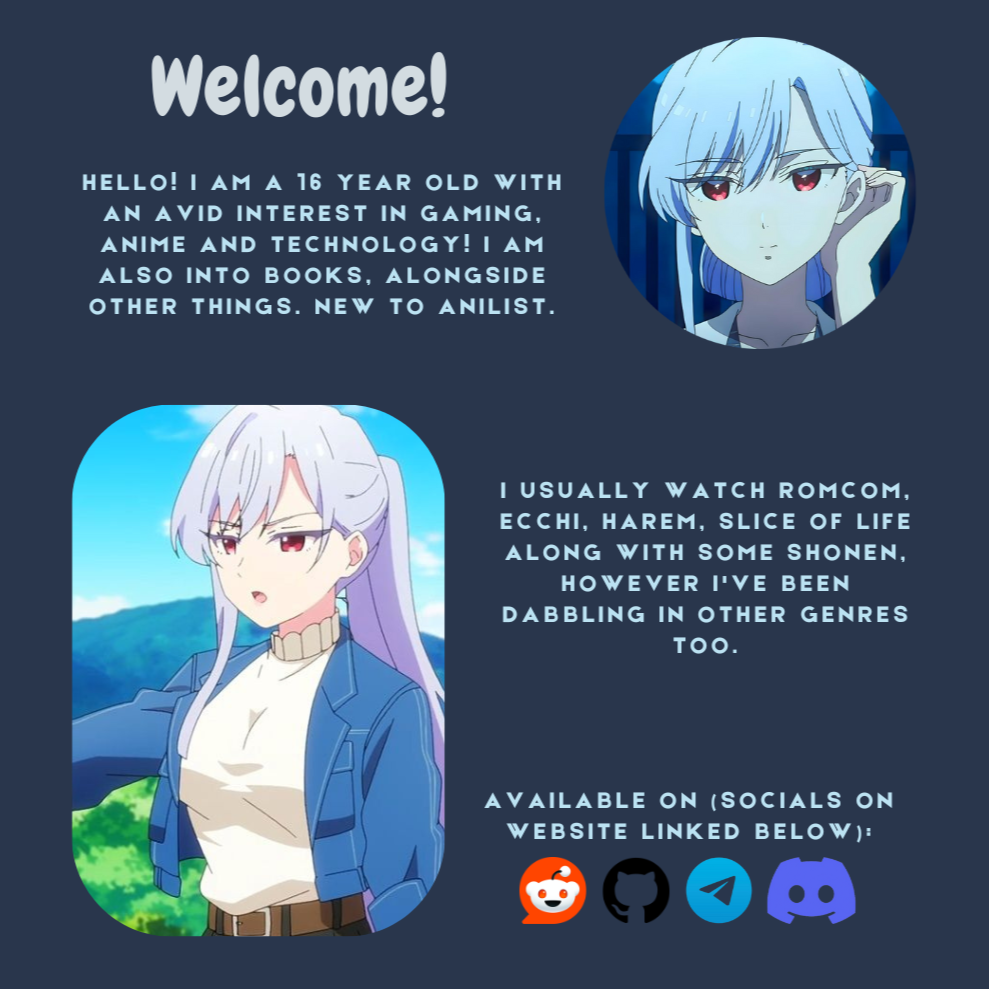 Welcome!
HELLO! I AM A 16 YEAR OLD WITH
AN AVID INTEREST IN GAMING,
ANIME AND TECHNOLOGY! I AM
ALSO INTO BOOKS, ALONGSIDE
OTHER THINGS. NEW TO ANILIST.
I USUALLY WATCH ROMCOM,
ECCHI, HAREM, SLICE OF LIFE
ALONG WITH SOME SHONEN,
HOWEVER I'VE BEEN
DABBLING IN OTHER GENRES
TOO.
AVAILABLE ON (SOCIALS ON
WEBSITE LINKED BELOW):